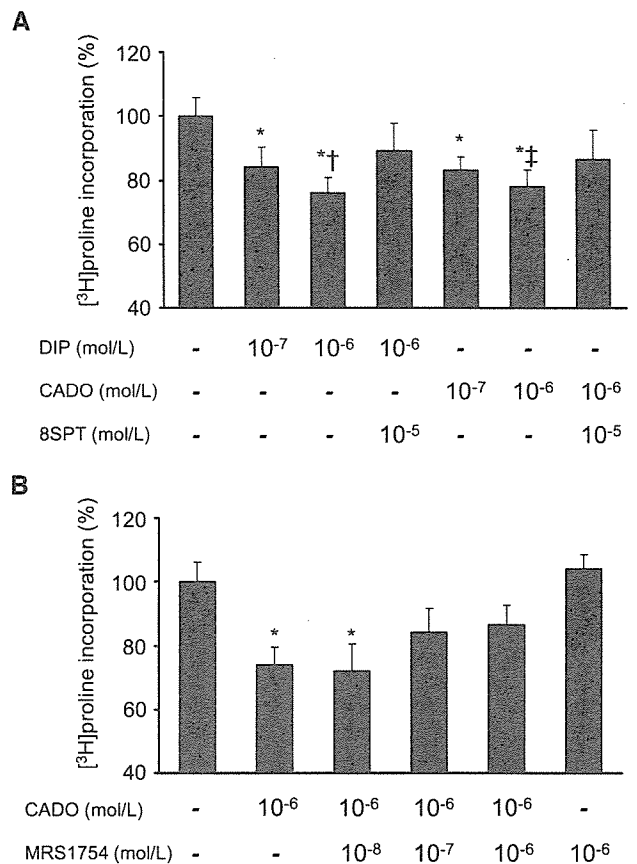 A
[³H]proline incorporation (%)
120
100
80
60
40
* *† * *‡
DIP (mol/L) - 10⁻⁷ 10⁻⁶ 10⁻⁶ - - -
CADO (mol/L) - - - - 10⁻⁷ 10⁻⁶ 10⁻⁶
8SPT (mol/L) - - - 10⁻⁵ - - 10⁻⁵
B
[³H]proline incorporation (%)
120
100
80
60
40
* *
CADO (mol/L) - 10⁻⁶ 10⁻⁶ 10⁻⁶ 10⁻⁶ -
MRS1754 (mol/L) - - 10⁻⁸ 10⁻⁷ 10⁻⁶ 10⁻⁶